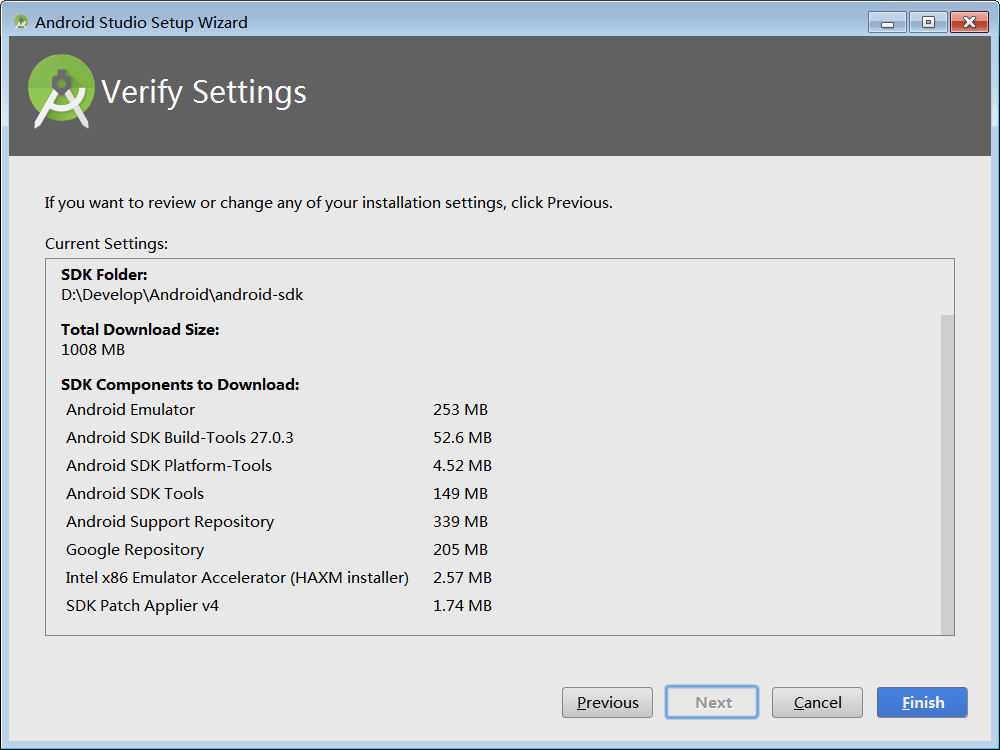 Android Studio Setup Wizard
Verify Settings
If you want to review or change any of your installation settings, click Previous.
Current Settings:
SDK Folder:
D:\Develop\Android\android-sdk
Total Download Size:
1008 MB
SDK Components to Download:
Android Emulator 253 MB
Android SDK Build-Tools 27.0.3 52.6 MB
Android SDK Platform-Tools 4.52 MB
Android SDK Tools 149 MB
Android Support Repository 339 MB
Google Repository 205 MB
Intel x86 Emulator Accelerator (HAXM installer) 2.57 MB
SDK Patch Applier v4 1.74 MB
Previous Next Cancel Finish